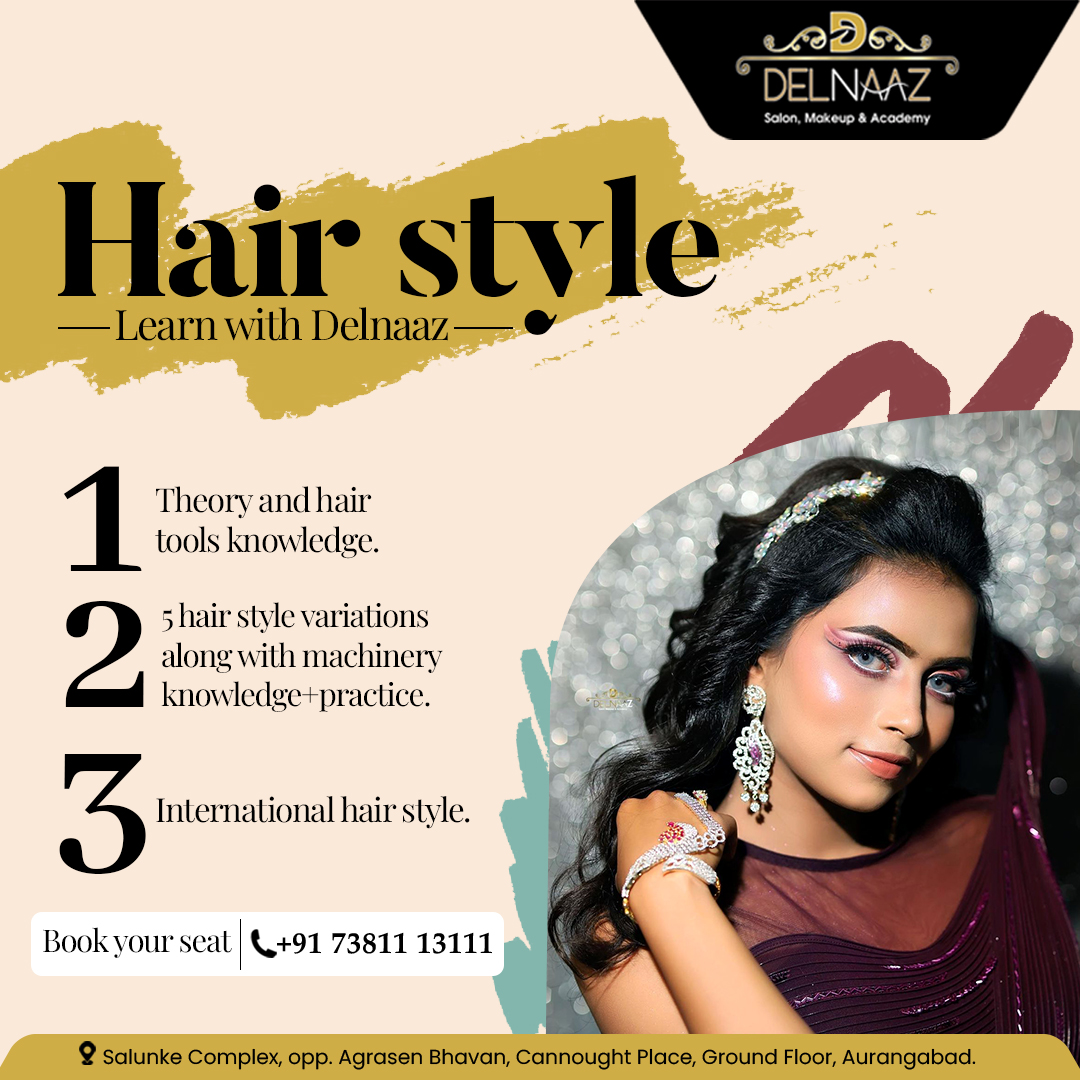 D
DELNAAZ
Salon, Makeup & Academy
Hair style
Learn with Delnaaz
1
Theory and hair
tools knowledge.
2
5 hair style variations
along with machinery
knowledge+practice.
3
International hair style.
DELNAAZ
Book your seat
+91 73811 13111
Salunke Complex, opp. Agrasen Bhavan, Cannought Place, Ground Floor, Aurangabad.